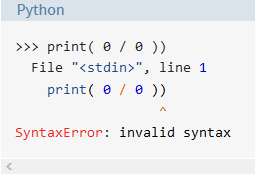 Python
>>> print( 0 / 0 ))
  File "<stdin>", line 1
    print( 0 / 0 ))
                  ^
SyntaxError: invalid syntax